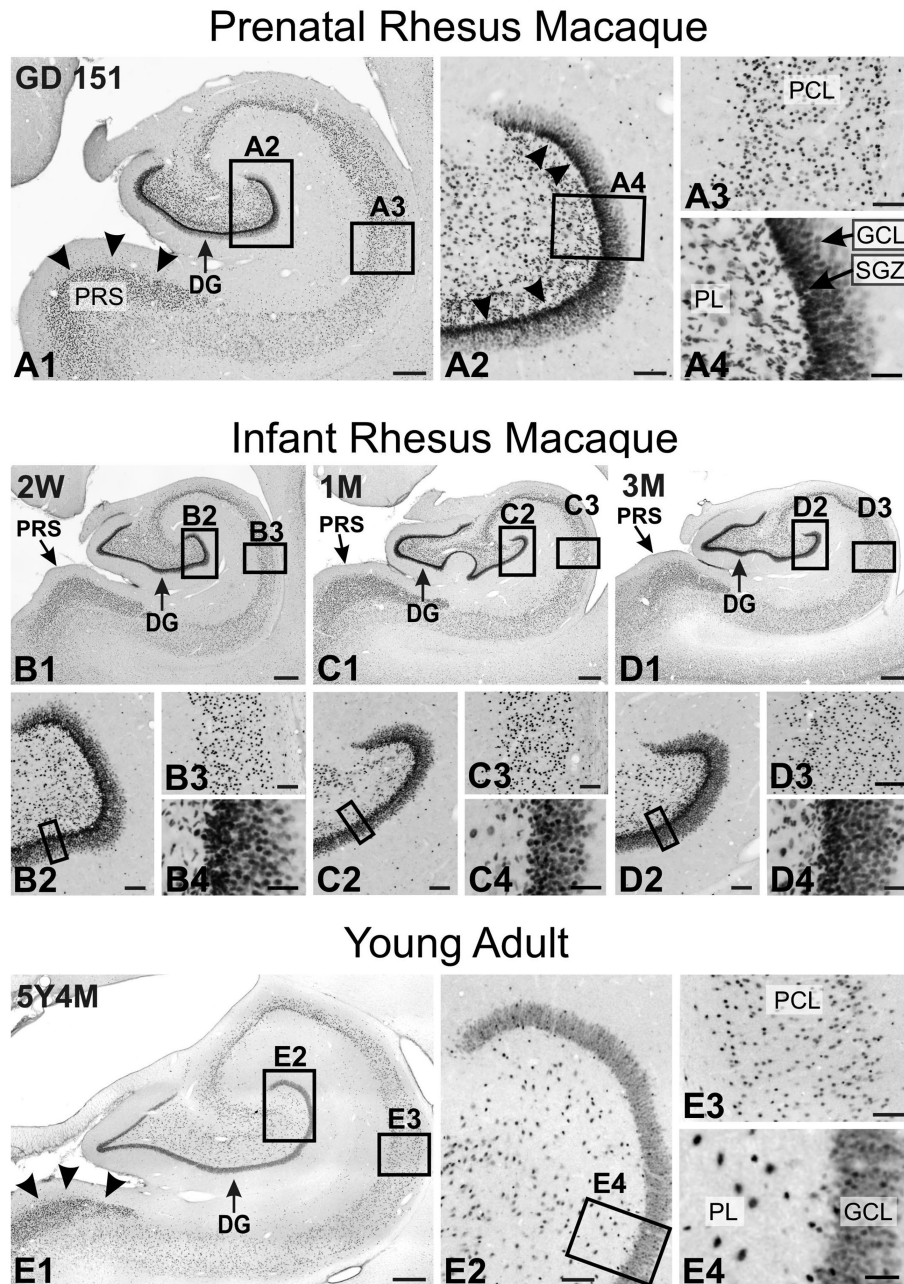 Prenatal Rhesus Macaque
GD 151
A2
A3
PRS
DG
A1
A4
A2
PCL
A3
GCL
SGZ
PL
A4
Infant Rhesus Macaque
2W
PRS
B2
B3
DG
B1
1M
PRS
C2
C3
DG
C1
3M
PRS
D2
D3
DG
D1
B2
B3
B4
C2
C3
C4
D2
D3
D4
Young Adult
5Y4M
E2
E3
DG
E1
E4
E2
PCL
E3
PL
GCL
E4